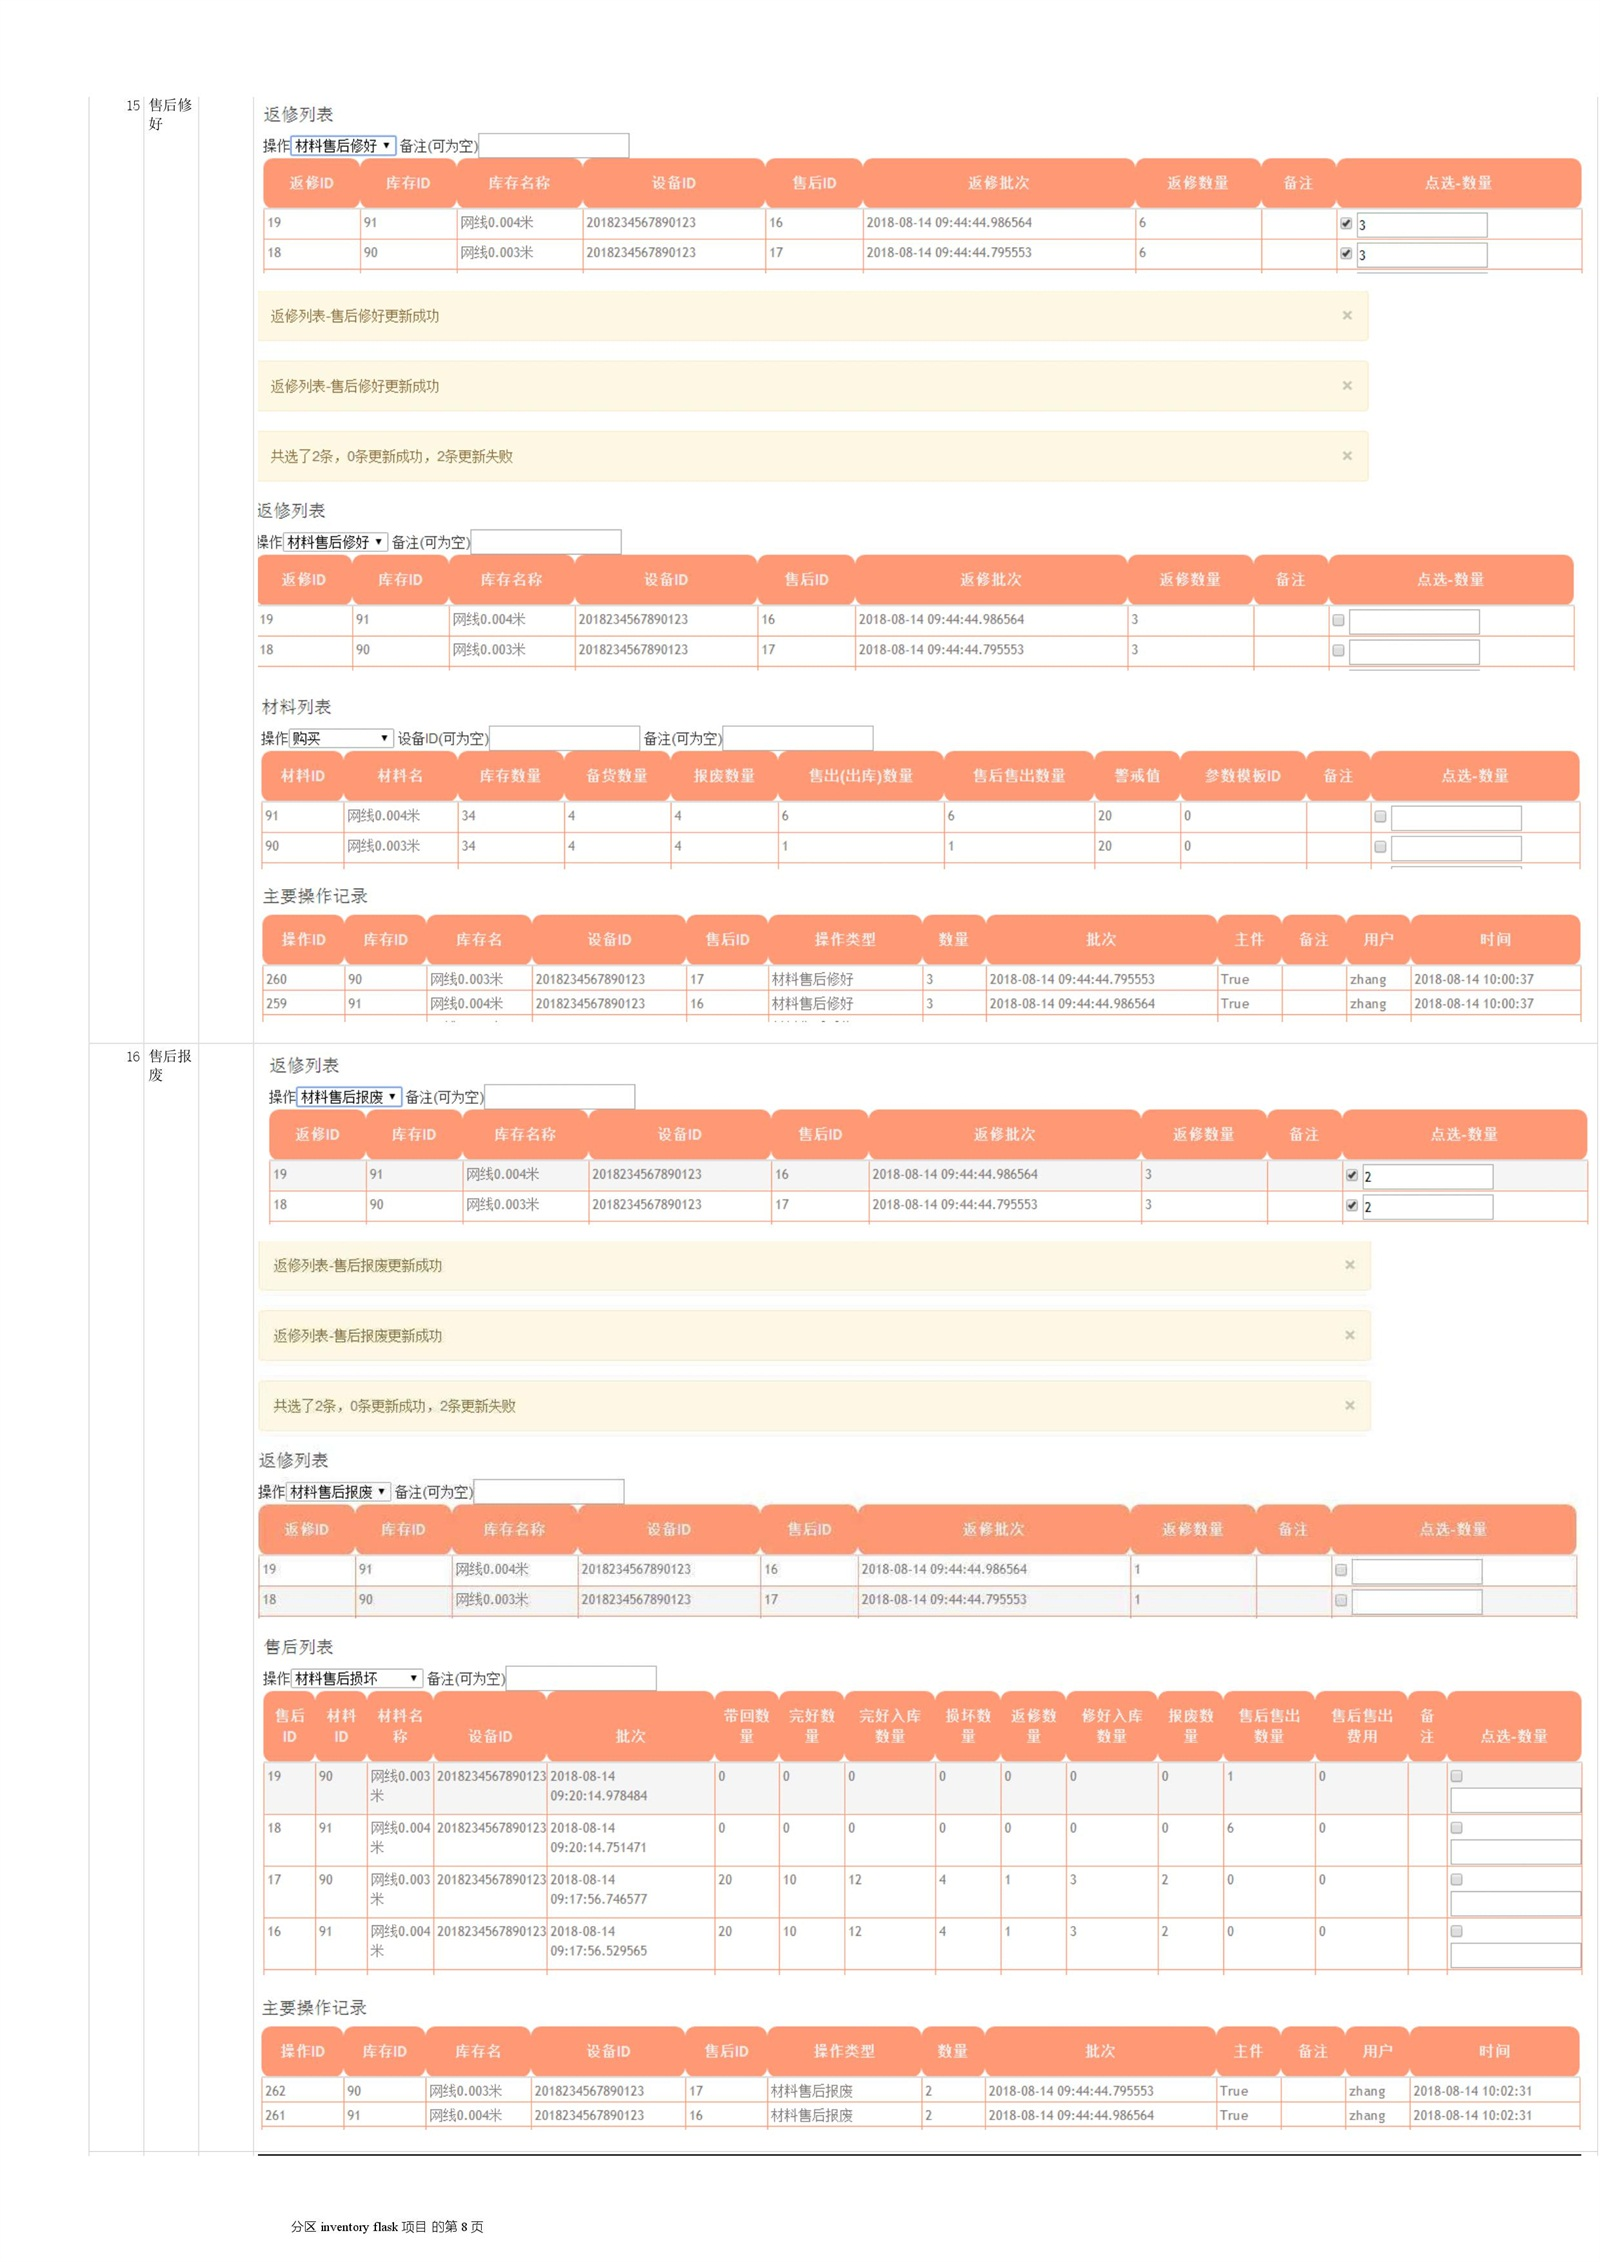 15 售后修好
返修列表
操作 材料售后修好 备注(可为空)
返修ID 库存ID 库存名称 设备ID 售后ID 返修批次 返修数量 备注 点选-数量
19 91 网线0.004米 2018234567890123 16 2018-08-14 09:44:44.986564 6 3
18 90 网线0.003米 2018234567890123 17 2018-08-14 09:44:44.795553 6 3
返修列表-售后修好更新成功 ×
返修列表-售后修好更新成功 ×
共选了2条，0条更新成功，2条更新失败 ×
返修列表
操作 材料售后修好 备注(可为空)
返修ID 库存ID 库存名称 设备ID 售后ID 返修批次 返修数量 备注 点选-数量
19 91 网线0.004米 2018234567890123 16 2018-08-14 09:44:44.986564 3
18 90 网线0.003米 2018234567890123 17 2018-08-14 09:44:44.795553 3
材料列表
操作 购买 设备ID(可为空) 备注(可为空)
材料ID 材料名 库存数量 备货数量 报废数量 售出(出库)数量 售后售出数量 警戒值 参数模板ID 备注 点选-数量
91 网线0.004米 34 4 4 6 6 20 0
90 网线0.003米 34 4 4 1 1 20 0
主要操作记录
操作ID 库存ID 库存名 设备ID 售后ID 操作类型 数量 批次 主件 备注 用户 时间
260 90 网线0.003米 2018234567890123 17 材料售后修好 3 2018-08-14 09:44:44.795553 True zhang 2018-08-14 10:00:37
259 91 网线0.004米 2018234567890123 16 材料售后修好 3 2018-08-14 09:44:44.986564 True zhang 2018-08-14 10:00:37
16 售后报废
返修列表
操作 材料售后报废 备注(可为空)
返修ID 库存ID 库存名称 设备ID 售后ID 返修批次 返修数量 备注 点选-数量
19 91 网线0.004米 2018234567890123 16 2018-08-14 09:44:44.986564 3 2
18 90 网线0.003米 2018234567890123 17 2018-08-14 09:44:44.795553 3 2
返修列表-售后报废更新成功 ×
返修列表-售后报废更新成功 ×
共选了2条，0条更新成功，2条更新失败 ×
返修列表
操作 材料售后报废 备注(可为空)
返修ID 库存ID 库存名称 设备ID 售后ID 返修批次 返修数量 备注 点选-数量
19 91 网线0.004米 2018234567890123 16 2018-08-14 09:44:44.986564 1
18 90 网线0.003米 2018234567890123 17 2018-08-14 09:44:44.795553 1
售后列表
操作 材料售后损坏 备注(可为空)
售后ID 材料ID 材料名称 设备ID 批次 带回数量 完好数量 完好入库数量 损坏数量 返修数量 修好入库数量 报废数量 售后售出数量 售后售出费用 备注 点选-数量
19 90 网线0.003米 2018234567890123 2018-08-14 09:20:14.978484 0 0 0 0 0 0 0 1 0
18 91 网线0.004米 2018234567890123 2018-08-14 09:20:14.751471 0 0 0 0 0 0 0 6 0
17 90 网线0.003米 2018234567890123 2018-08-14 09:17:56.746577 20 10 12 4 1 3 2 0 0
16 91 网线0.004米 2018234567890123 2018-08-14 09:17:56.529565 20 10 12 4 1 3 2 0 0
主要操作记录
操作ID 库存ID 库存名 设备ID 售后ID 操作类型 数量 批次 主件 备注 用户 时间
262 90 网线0.003米 2018234567890123 17 材料售后报废 2 2018-08-14 09:44:44.795553 True zhang 2018-08-14 10:02:31
261 91 网线0.004米 2018234567890123 16 材料售后报废 2 2018-08-14 09:44:44.986564 True zhang 2018-08-14 10:02:31
分区 inventory flask 项目 的第 8 页